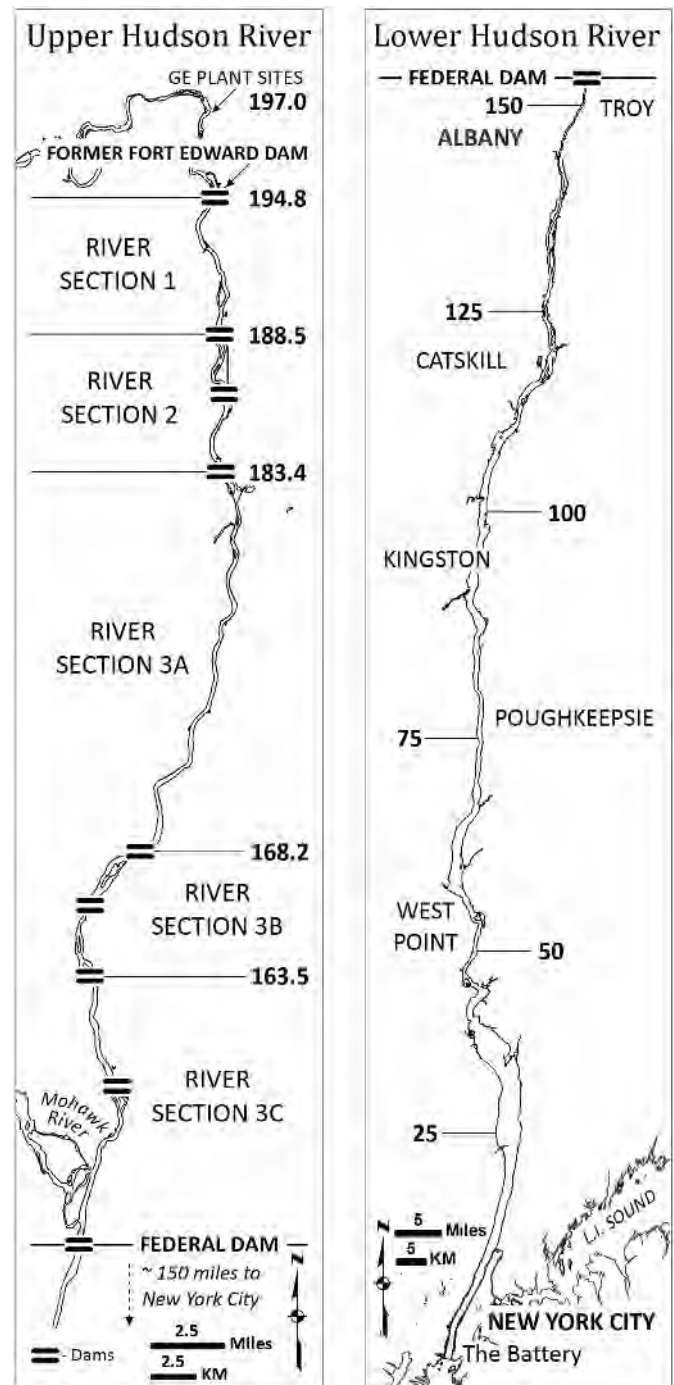 Upper Hudson River
GE PLANT SITES
197.0
FORMER FORT EDWARD DAM
194.8
RIVER
SECTION 1
188.5
RIVER
SECTION 2
183.4
RIVER
SECTION 3A
168.2
RIVER
SECTION 3B
163.5
RIVER
SECTION 3C
Mohawk
River
FEDERAL DAM
~ 150 miles to
New York City
N
2.5
Miles
2.5
KM
- Dams
Lower Hudson River
FEDERAL DAM
150
TROY
ALBANY
125
CATSKILL
100
KINGSTON
POUGHKEEPSIE
75
WEST
POINT
50
25
N
5
Miles
5
KM
L.I. SOUND
NEW YORK CITY
The Battery